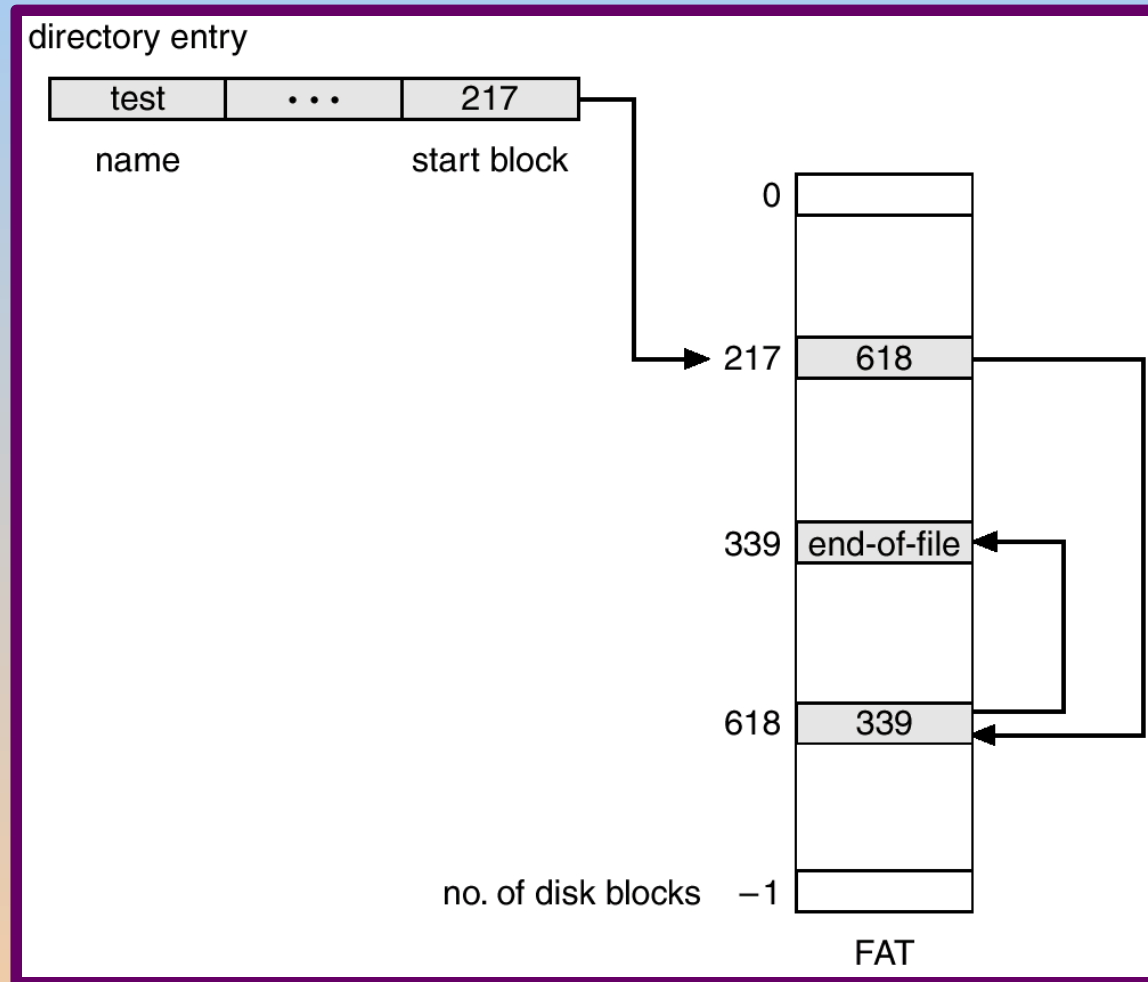 directory entry
test • • • 217
name start block
0
217 618
339 end-of-file
618 339
no. of disk blocks –1
FAT